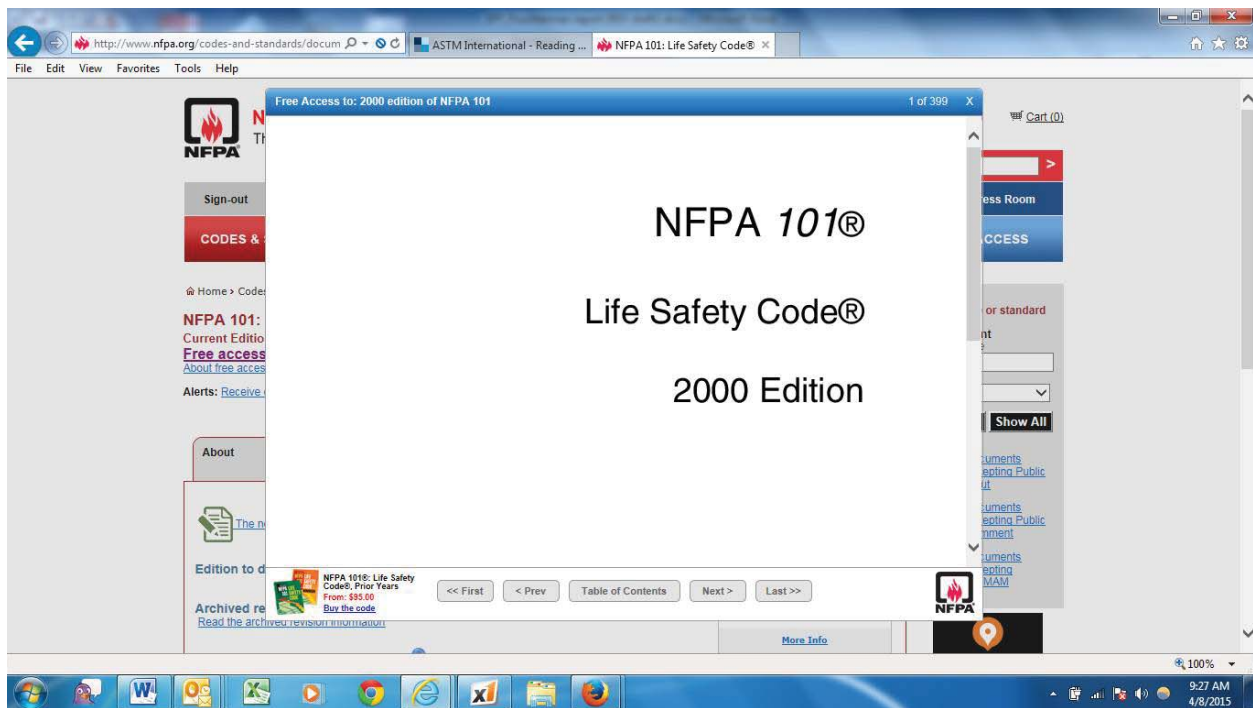 http://www.nfpa.org/codes-and-standards/docum
ASTM International - Reading ...
NFPA 101: Life Safety Code® ×
File Edit View Favorites Tools Help
Free Access to: 2000 edition of NFPA 101
1 of 399 X
NFPA
N
Th
Cart (0)
>
Sign-out
ess Room
CODES &
CCESS
NFPA 101®
Life Safety Code®
2000 Edition
Home › Codes
NFPA 101:
Current Editio
Free access
About free acces
Alerts: Receive
or standard
nt
Show All
About
cuments
epting Public
ut
The ne
cuments
epting Public
mment
Edition to d
cuments
epting
MAM
Archived re
Read the archived revision information
NFPA 101®: Life Safety
Code®, Prior Years
From: $95.00
Buy the code
<< First
< Prev
Table of Contents
Next >
Last >>
NFPA
More Info
100%
9:27 AM
4/8/2015